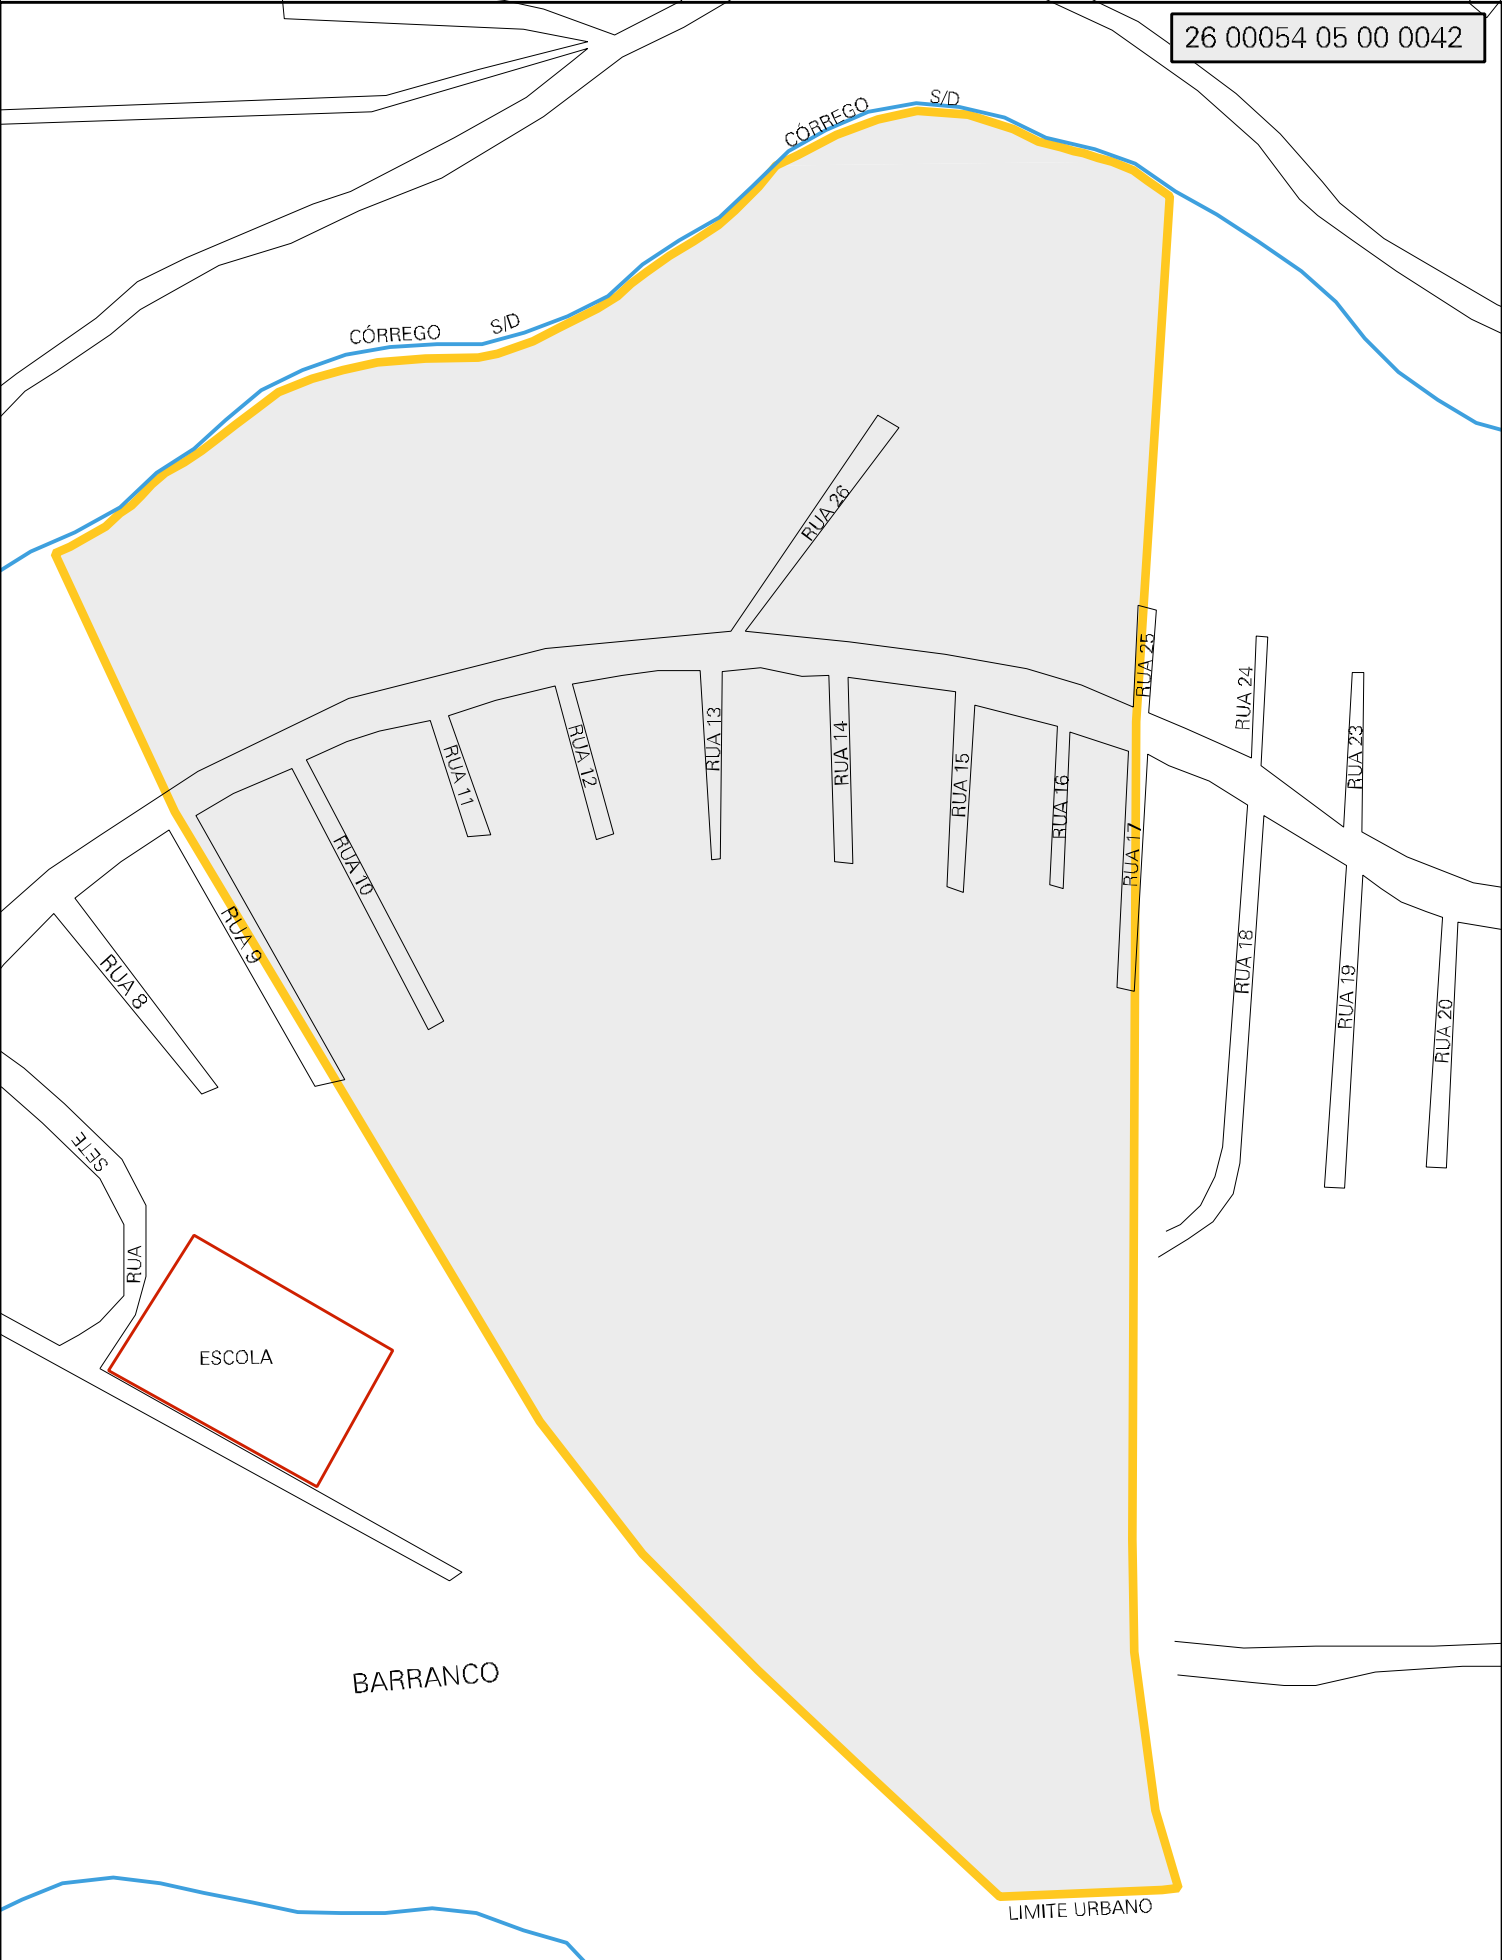 26 00054 05 00 0042
CÓRREGO S/D
CÓRREGO S/D
RUA 26
RUA 25
RUA 24
RUA 23
RUA 13
RUA 14
RUA 12
RUA 11
RUA 15
RUA 16
RUA 17
RUA 10
RUA 9
RUA 8
RUA 18
RUA 19
RUA 20
RUA SETE
ESCOLA
BARRANCO
LIMITE URBANO